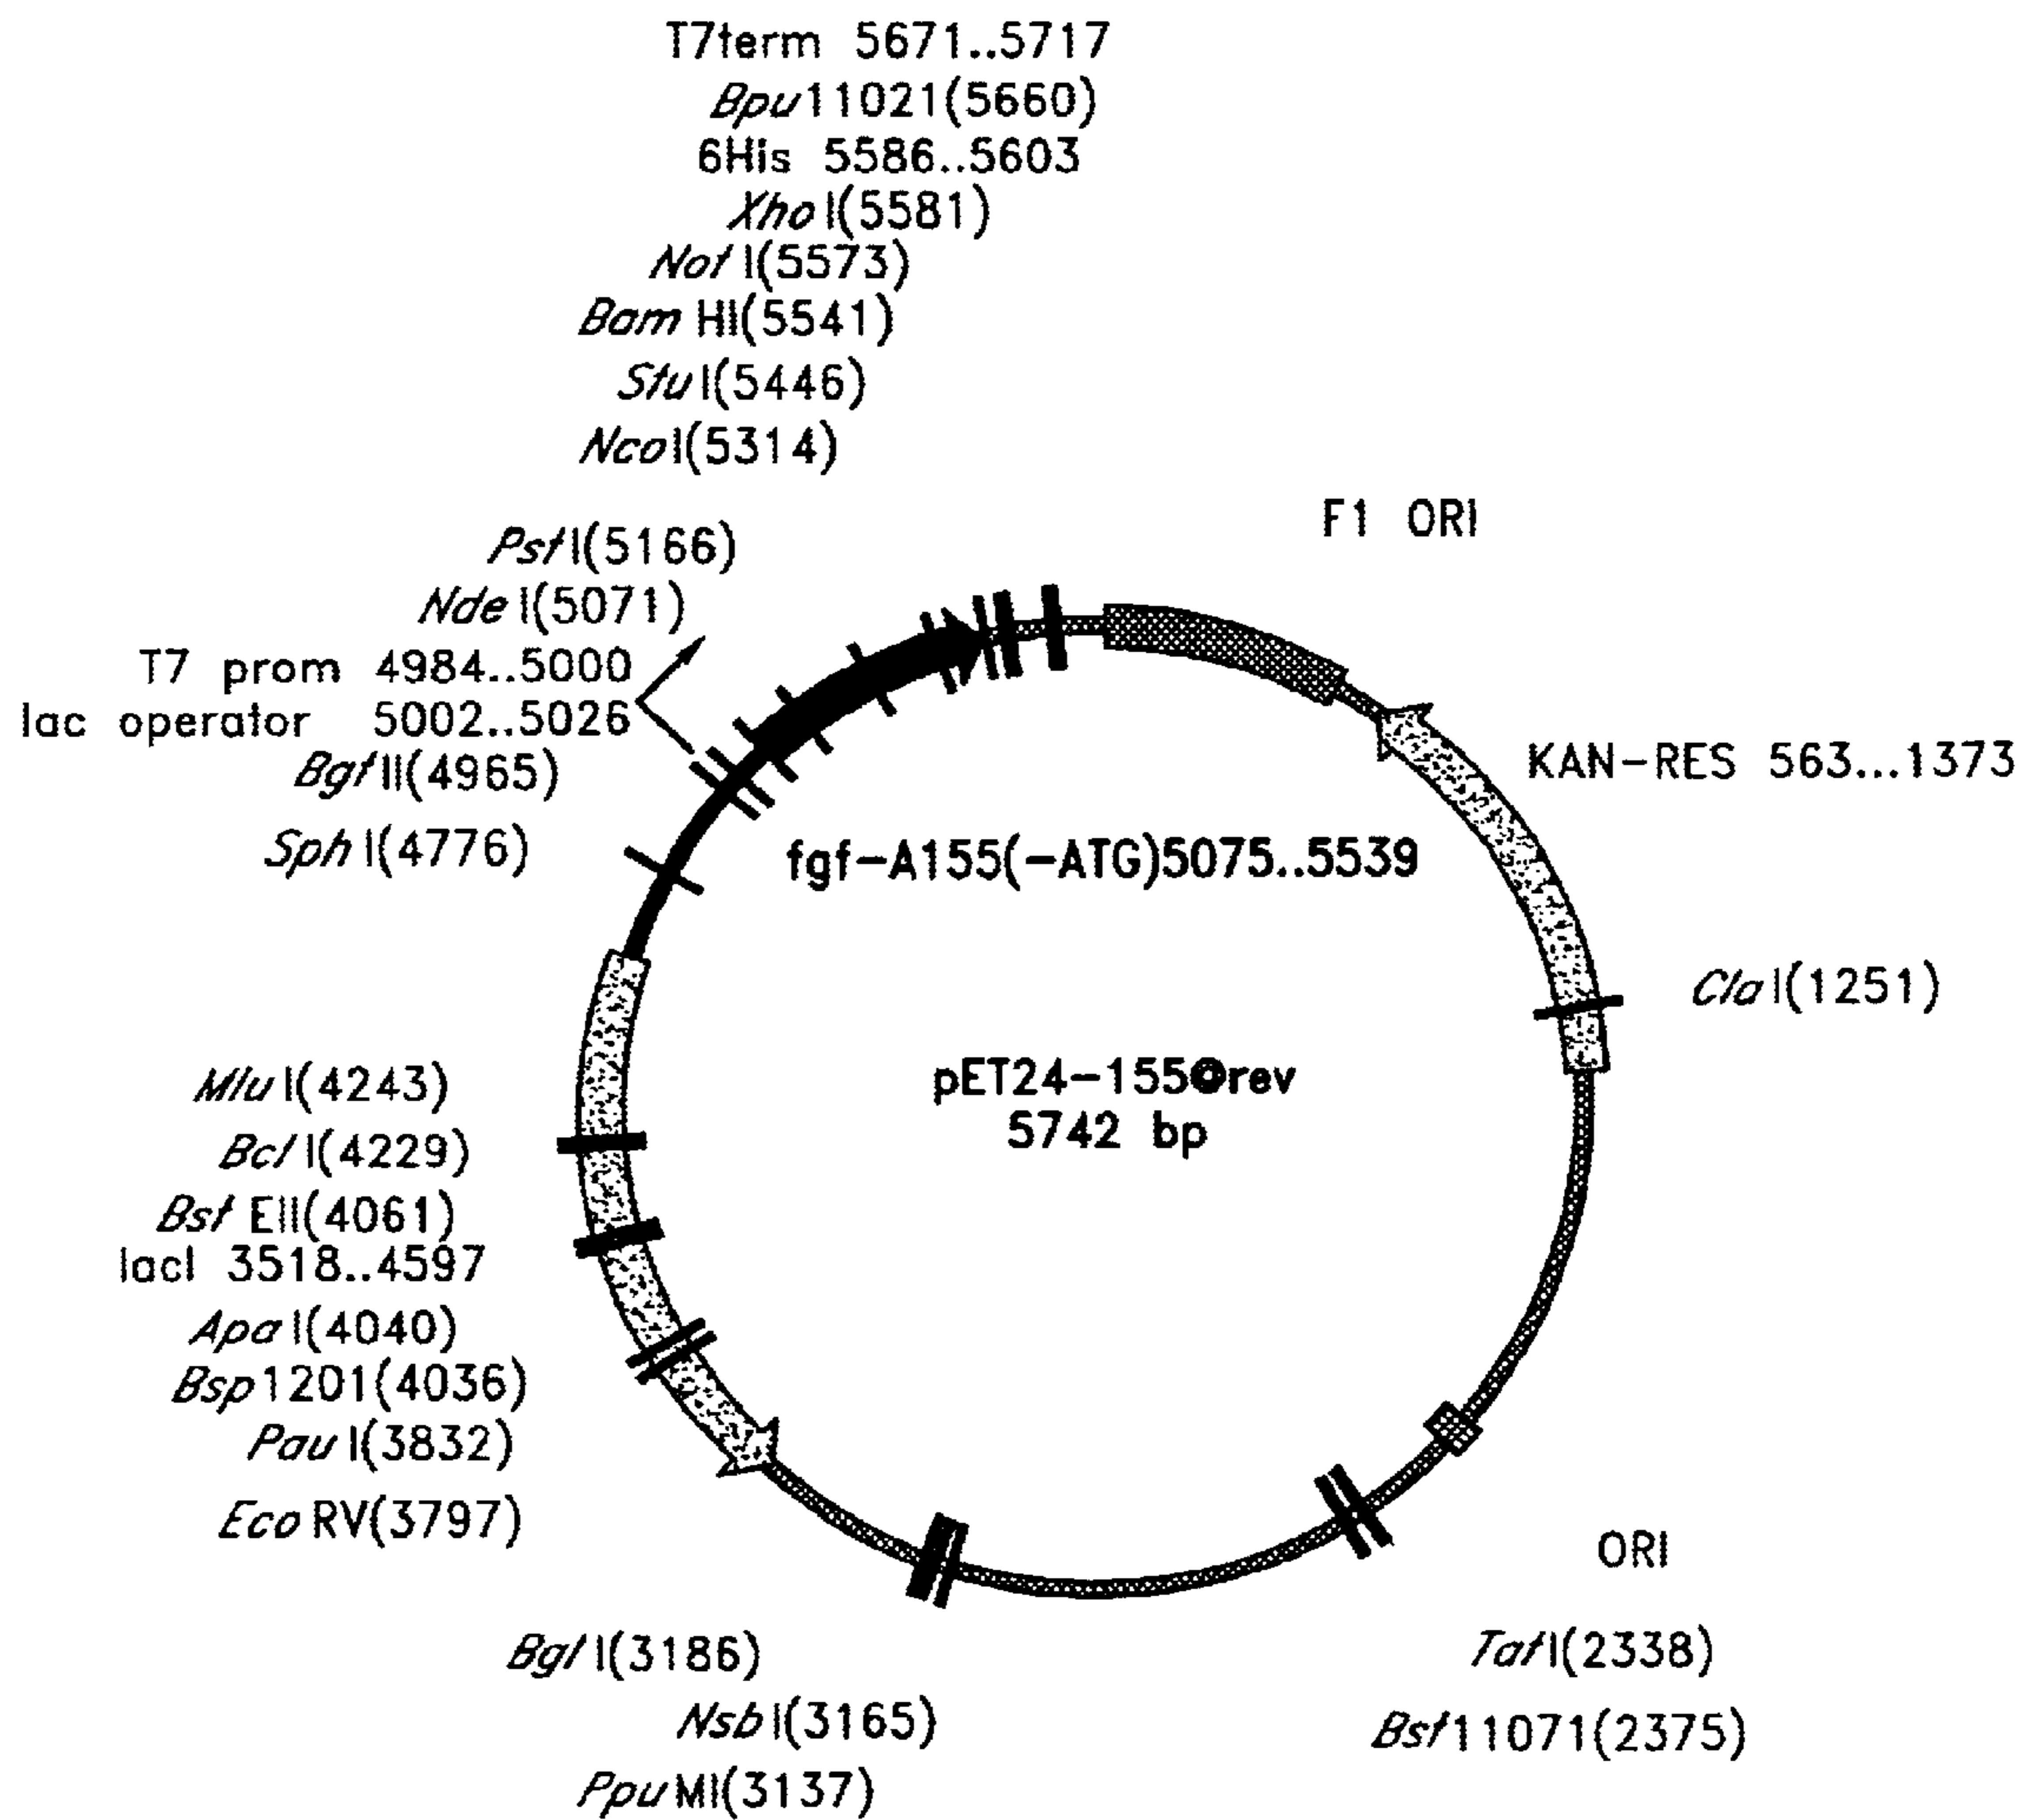 T7term 5671..5717
Bpu11021(5660)
6His 5586..5603
XhoI(5581)
NotI(5573)
BamHI(5541)
StuI(5446)
NcoI(5314)
F1 ORI
PstI(5166)
NdeI(5071)
T7 prom 4984..5000
lac operator 5002..5026
BglII(4965)
KAN-RES 563...1373
SphI(4776)
fgf-A155(-ATG)5075..5539
ClaI(1251)
pET24-155@rev
5742 bp
MluI(4243)
BclI(4229)
BstEII(4061)
lacI 3518..4597
ApaI(4040)
Bsp1201(4036)
PauI(3832)
EcoRV(3797)
ORI
BglI(3186)
TatI(2338)
NsbI(3165)
Bst11071(2375)
PpuMI(3137)